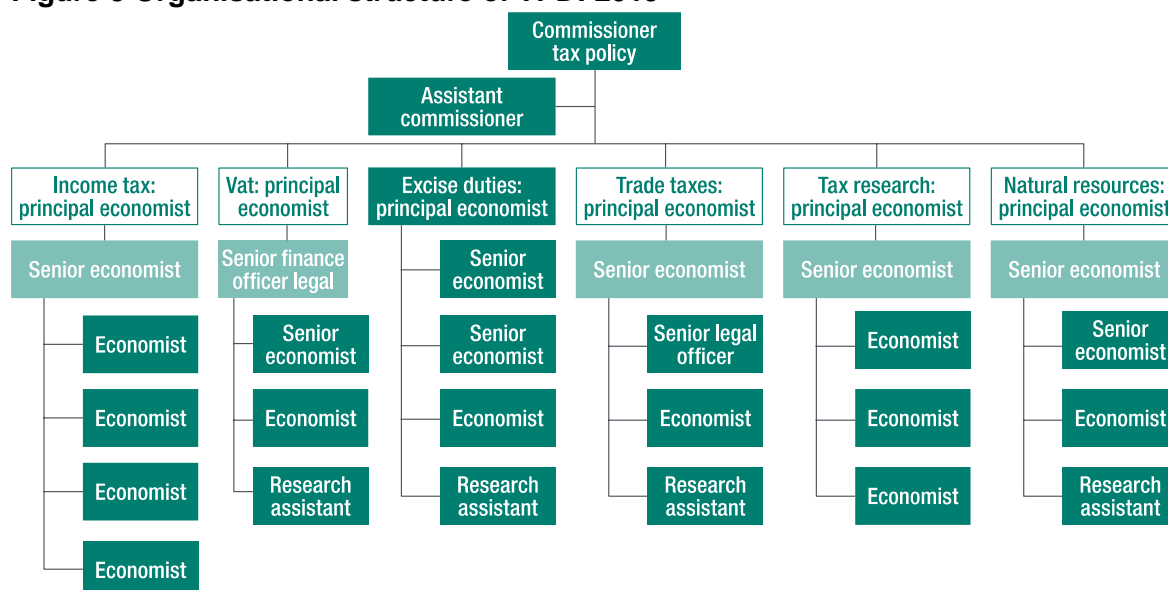 Commissioner
tax policy
Assistant
commissioner
Income tax:
principal economist
Senior economist
Economist
Economist
Economist
Economist
Vat: principal
economist
Senior finance
officer legal
Senior
economist
Economist
Research
assistant
Excise duties:
principal economist
Senior
economist
Senior
economist
Economist
Research
assistant
Trade taxes:
principal economist
Senior economist
Senior legal
officer
Economist
Research
assistant
Tax research:
principal economist
Senior economist
Economist
Economist
Economist
Natural resources:
principal economist
Senior economist
Senior
economist
Economist
Research
assistant